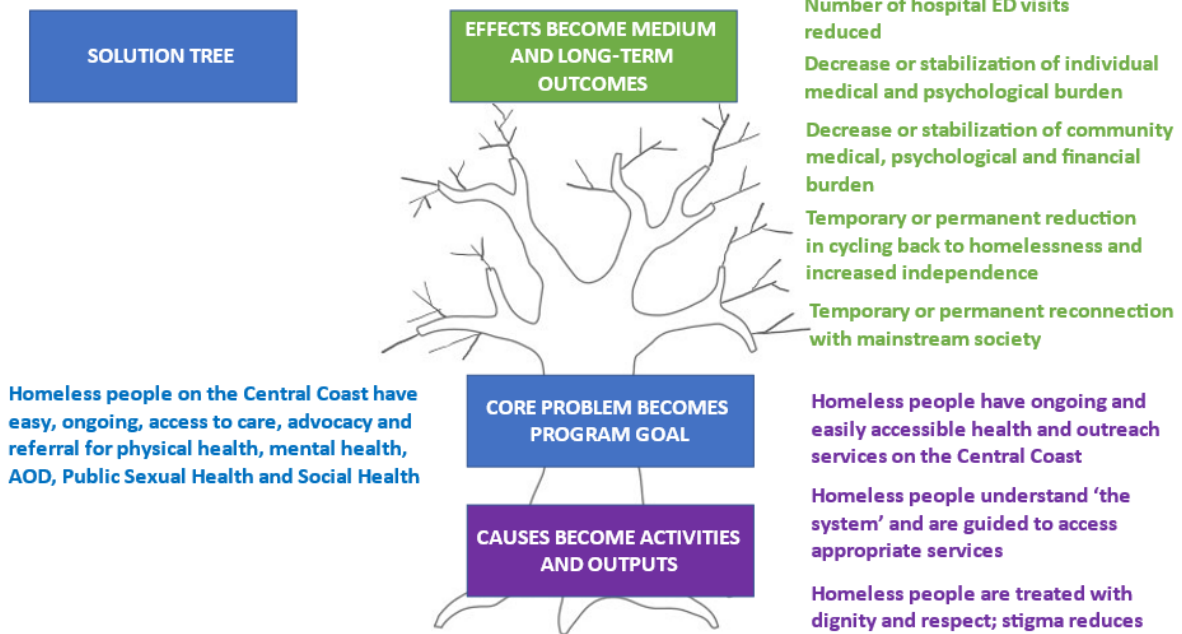 SOLUTION TREE
EFFECTS BECOME MEDIUM
AND LONG-TERM
OUTCOMES
Number of hospital ED visits
reduced
Decrease or stabilization of individual
medical and psychological burden
Decrease or stabilization of community
medical, psychological and financial
burden
Temporary or permanent reduction
in cycling back to homelessness and
increased independence
Temporary or permanent reconnection
with mainstream society
Homeless people on the Central Coast have
easy, ongoing, access to care, advocacy and
referral for physical health, mental health,
AOD, Public Sexual Health and Social Health
CORE PROBLEM BECOMES
PROGRAM GOAL
Homeless people have ongoing and
easily accessible health and outreach
services on the Central Coast
Homeless people understand ‘the
system’ and are guided to access
appropriate services
CAUSES BECOME ACTIVITIES
AND OUTPUTS
Homeless people are treated with
dignity and respect; stigma reduces